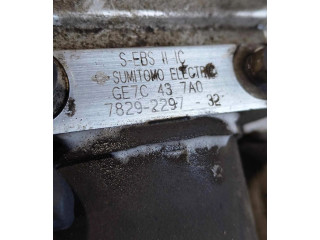 S-EBS II IC
SUMITOMO ELECTRIC
GE7C 43 7A0
7829-2297 - 32